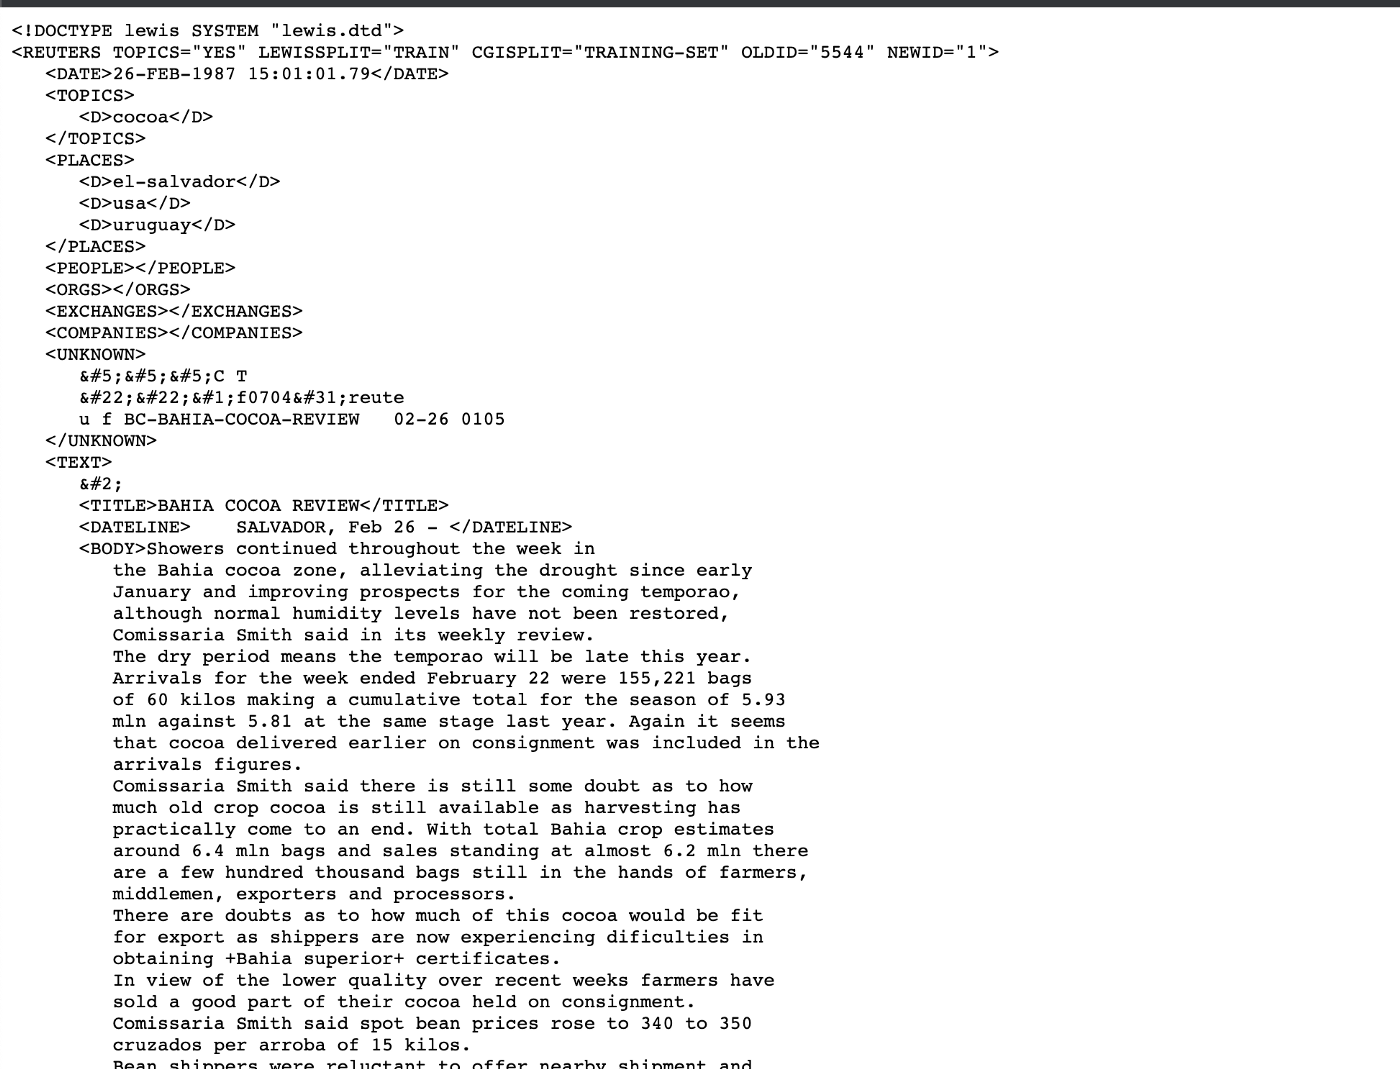 <!DOCTYPE lewis SYSTEM "lewis.dtd">
<REUTERS TOPICS="YES" LEWISSPLIT="TRAIN" CGISPLIT="TRAINING-SET" OLDID="5544" NEWID="1">
<DATE>26-FEB-1987 15:01:01.79</DATE>
<TOPICS>
<D>cocoa</D>
</TOPICS>
<PLACES>
<D>el-salvador</D>
<D>usa</D>
<D>uruguay</D>
</PLACES>
<PEOPLE></PEOPLE>
<ORGS></ORGS>
<EXCHANGES></EXCHANGES>
<COMPANIES></COMPANIES>
<UNKNOWN>
&#5;&#5;&#5;C T
&#22;&#22;&#1;f0704&#31;reute
u f BC-BAHIA-COCOA-REVIEW   02-26 0105
</UNKNOWN>
<TEXT>
&#2;
<TITLE>BAHIA COCOA REVIEW</TITLE>
<DATELINE>    SALVADOR, Feb 26 - </DATELINE>
<BODY>Showers continued throughout the week in
the Bahia cocoa zone, alleviating the drought since early
January and improving prospects for the coming temporao,
although normal humidity levels have not been restored,
Comissaria Smith said in its weekly review.
The dry period means the temporao will be late this year.
Arrivals for the week ended February 22 were 155,221 bags
of 60 kilos making a cumulative total for the season of 5.93
mln against 5.81 at the same stage last year. Again it seems
that cocoa delivered earlier on consignment was included in the
arrivals figures.
Comissaria Smith said there is still some doubt as to how
much old crop cocoa is still available as harvesting has
practically come to an end. With total Bahia crop estimates
around 6.4 mln bags and sales standing at almost 6.2 mln there
are a few hundred thousand bags still in the hands of farmers,
middlemen, exporters and processors.
There are doubts as to how much of this cocoa would be fit
for export as shippers are now experiencing dificulties in
obtaining +Bahia superior+ certificates.
In view of the lower quality over recent weeks farmers have
sold a good part of their cocoa held on consignment.
Comissaria Smith said spot bean prices rose to 340 to 350
cruzados per arroba of 15 kilos.
Bean shippers were reluctant to offer nearby shipment and